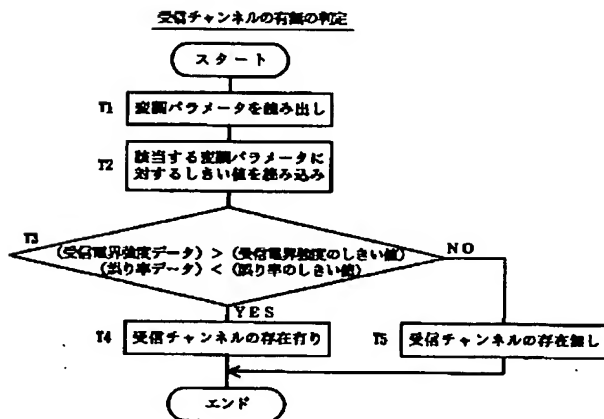 受信チャンネルの有無の判定
スタート
T1
変調パラメータを読み出し
T2
該当する変調パラメータに
対するしきい値を読み込み
T3
(受信電界強度データ)>(受信電界強度のしきい値)
(誤り率データ)<(誤り率のしきい値)
NO
YES
T4
受信チャンネルの存在有り
T5
受信チャンネルの存在無し
エンド